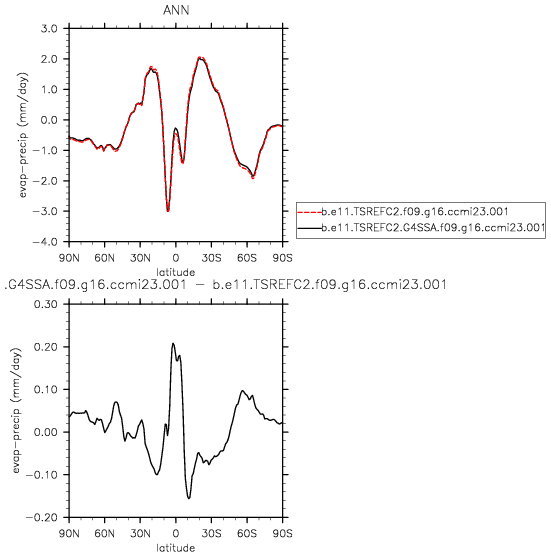 ANN
3.0
2.0
1.0
0.0
-1.0
-2.0
-3.0
-4.0
evap-precip (mm/day)
90N 60N 30N 0 30S 60S 90S
latitude
b.e11.TSREFC2.f09.g16.ccmi23.001
b.e11.TSREFC2.G4SSA.f09.g16.ccmi23.001
.G4SSA.f09.g16.ccmi23.001 - b.e11.TSREFC2.f09.g16.ccmi23.001
0.30
0.20
0.10
0.00
-0.10
-0.20
evap-precip (mm/day)
90N 60N 30N 0 30S 60S 90S
latitude